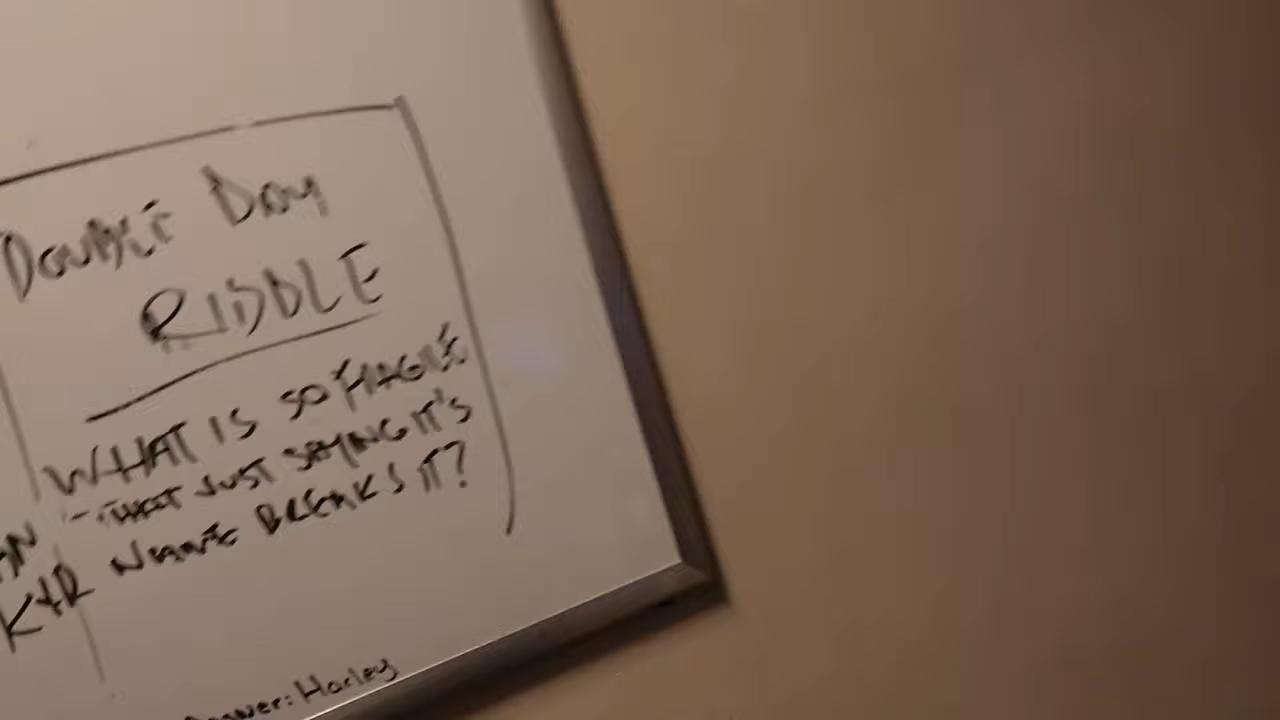 DOUBLE DAY
RIDDLE
WHAT IS SO FRAGILE
THAT JUST SAYING IT'S
NAME BREAKS IT?
K+R
Answer: Harley